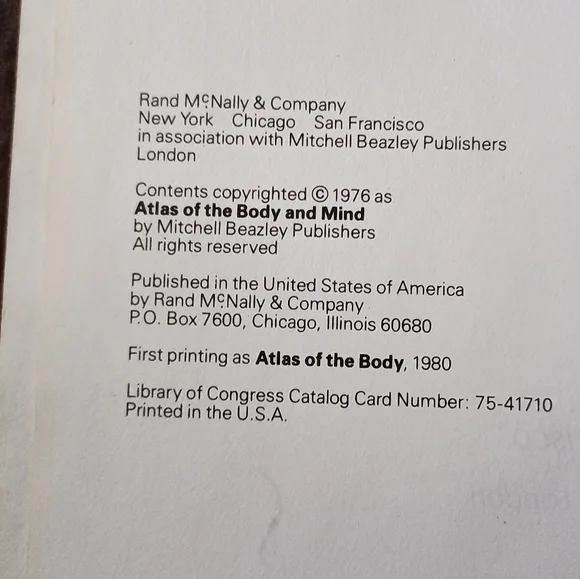 Rand McNally & Company
New York Chicago San Francisco
in association with Mitchell Beazley Publishers
London
Contents copyrighted © 1976 as
Atlas of the Body and Mind
by Mitchell Beazley Publishers
All rights reserved
Published in the United States of America
by Rand McNally & Company
P.O. Box 7600, Chicago, Illinois 60680
First printing as Atlas of the Body, 1980
Library of Congress Catalog Card Number: 75-41710
Printed in the U.S.A.